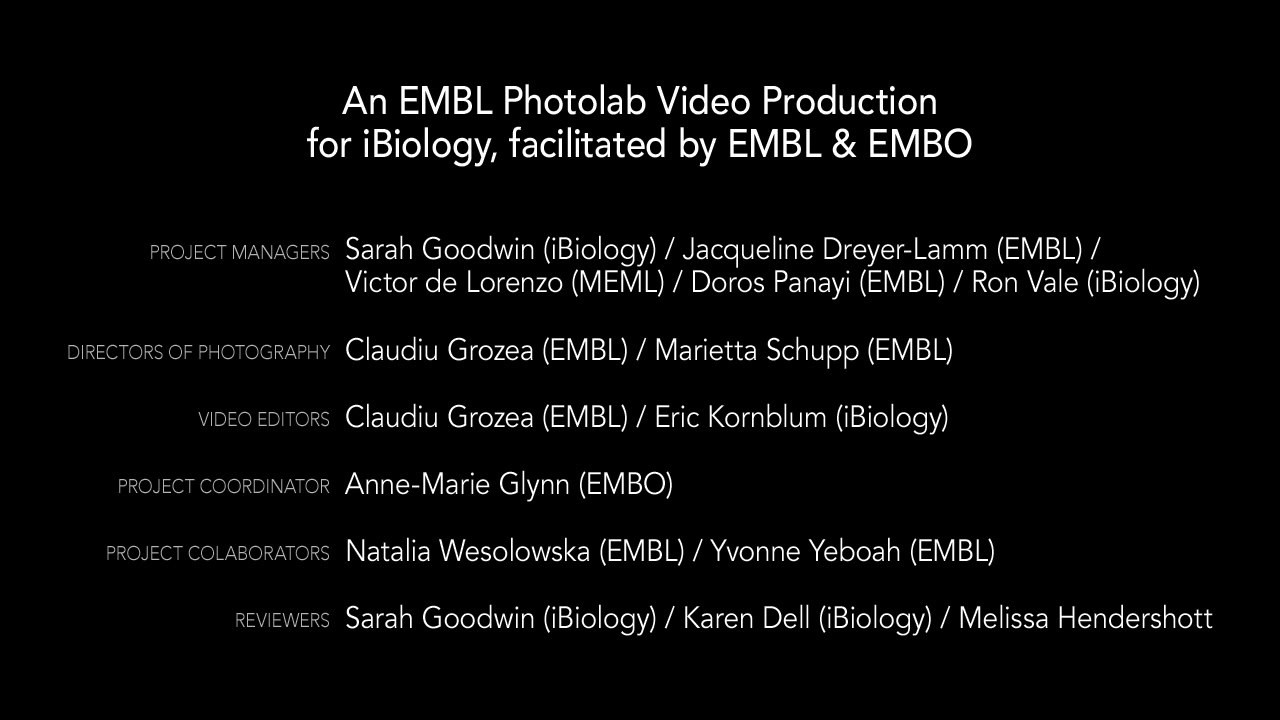 An EMBL Photolab Video Production
for iBiology, facilitated by EMBL & EMBO
PROJECT MANAGERS Sarah Goodwin (iBiology) / Jacqueline Dreyer-Lamm (EMBL) /
Victor de Lorenzo (MEML) / Doros Panayi (EMBL) / Ron Vale (iBiology)
DIRECTORS OF PHOTOGRAPHY Claudiu Grozea (EMBL) / Marietta Schupp (EMBL)
VIDEO EDITORS Claudiu Grozea (EMBL) / Eric Kornblum (iBiology)
PROJECT COORDINATOR Anne-Marie Glynn (EMBO)
PROJECT COLABORATORS Natalia Wesolowska (EMBL) / Yvonne Yeboah (EMBL)
REVIEWERS Sarah Goodwin (iBiology) / Karen Dell (iBiology) / Melissa Hendershott